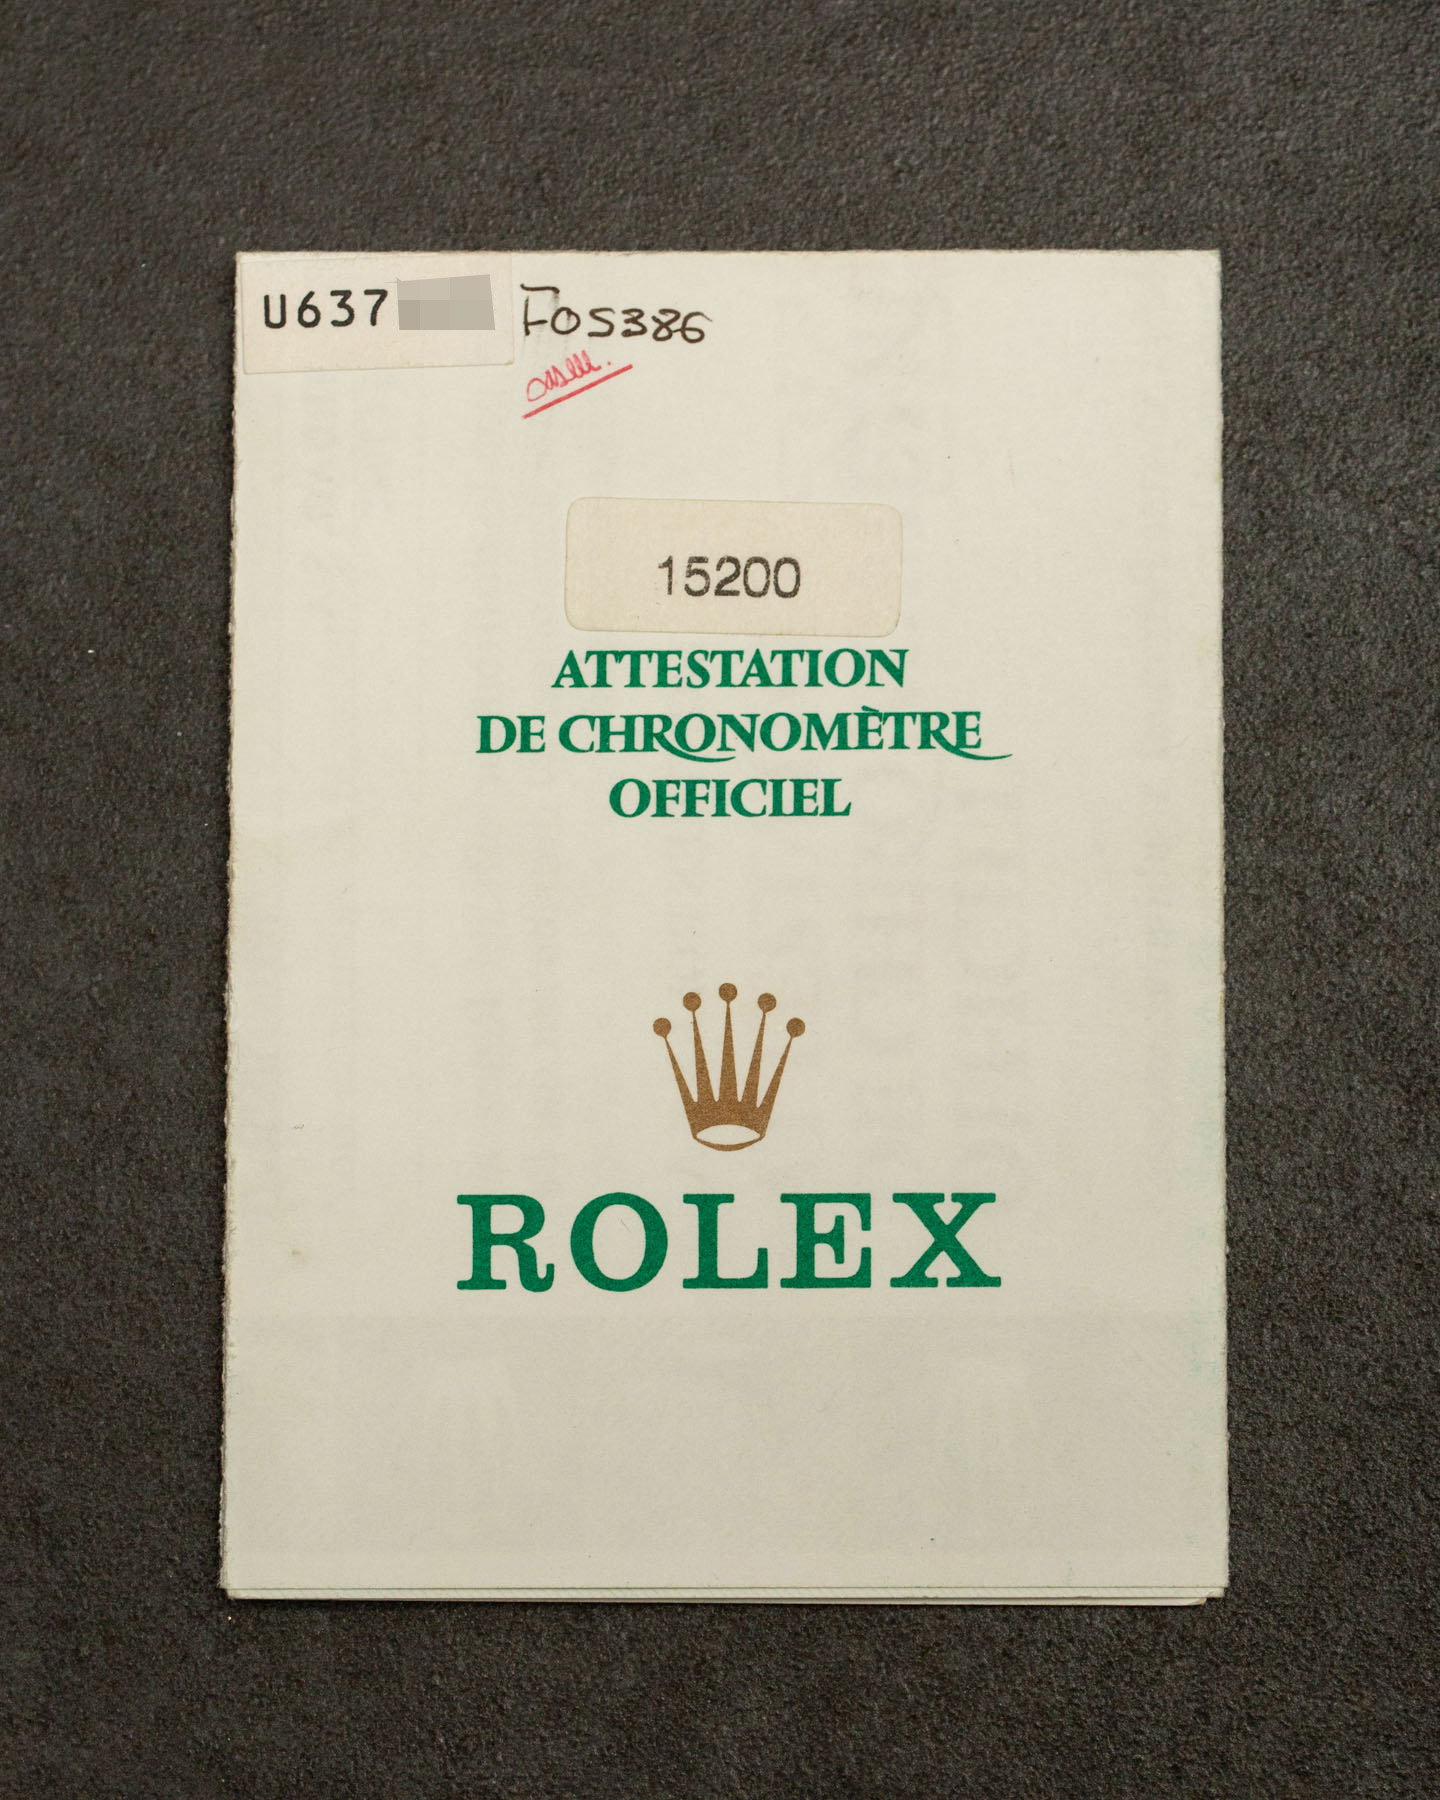 U637
F05386
15200
ATTESTATION
DE CHRONOMÈTRE
OFFICIEL
ROLEX